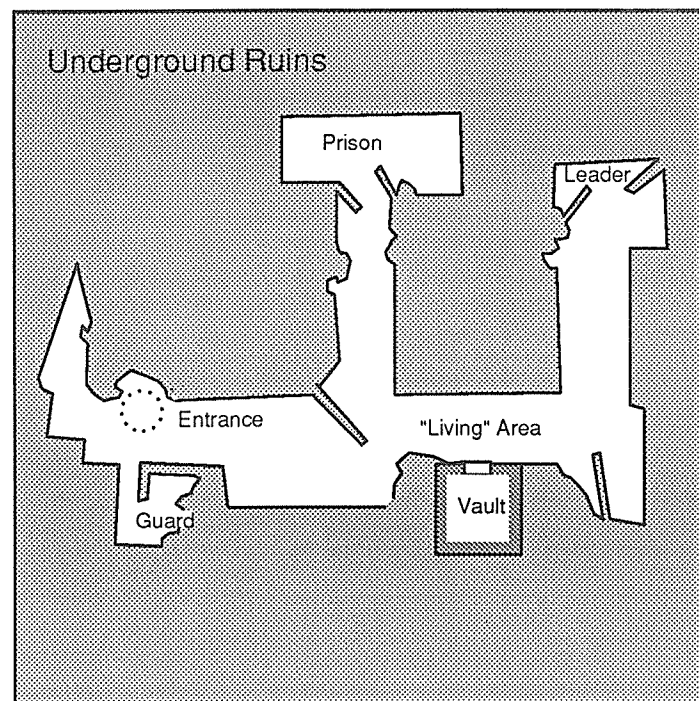 Underground Ruins
Prison
Leader
Entrance
"Living" Area
Vault
Guard